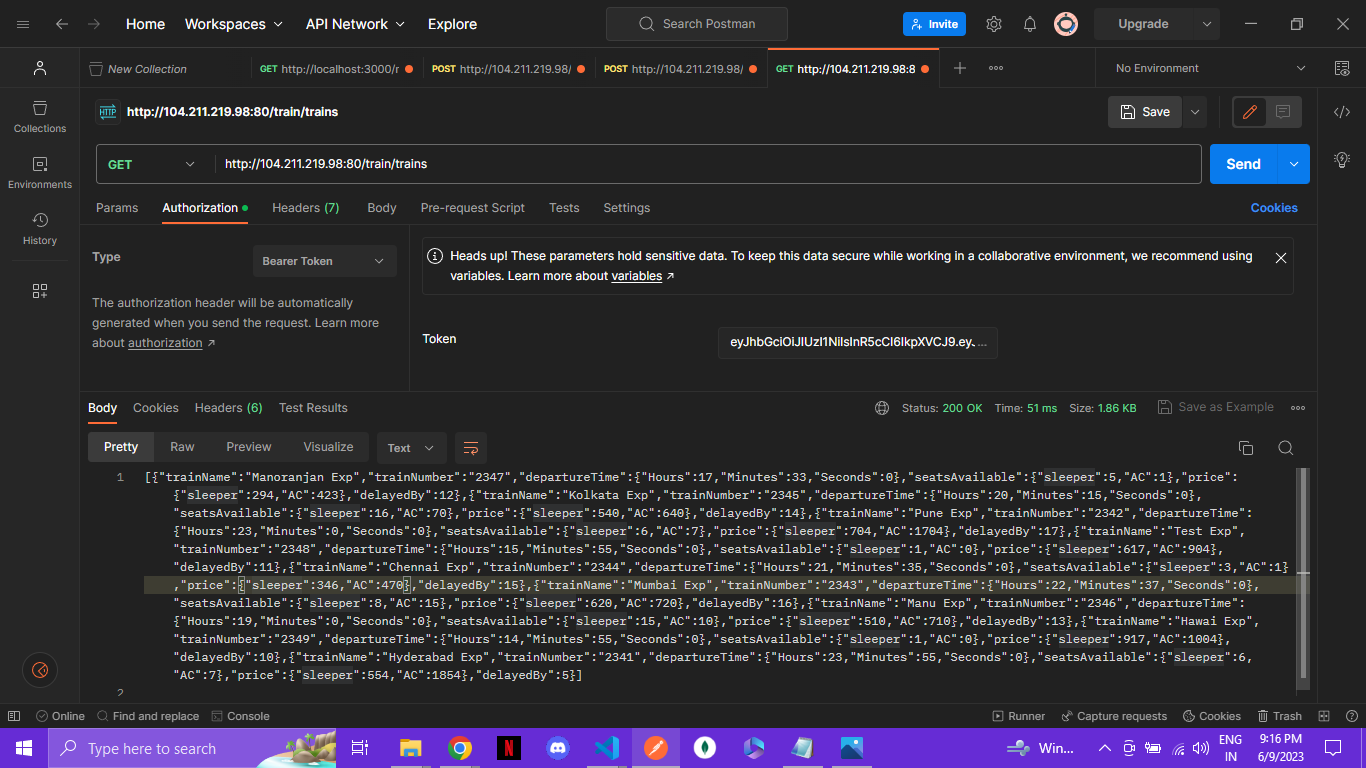 Home Workspaces API Network Explore Search Postman Invite Upgrade
New Collection GET http://localhost:3000/r POST http://104.211.219.98/ POST http://104.211.219.98/ GET http://104.211.219.98:8 No Environment
HTTP http://104.211.219.98:80/train/trains Save
Collections
Environments
History
GET http://104.211.219.98:80/train/trains Send
Params Authorization Headers (7) Body Pre-request Script Tests Settings Cookies
Type Bearer Token
The authorization header will be automatically
generated when you send the request. Learn more
about authorization ↗
Heads up! These parameters hold sensitive data. To keep this data secure while working in a collaborative environment, we recommend using
variables. Learn more about variables ↗
Token eyJhbGciOiJIUzI1NiIsInR5cCI6IkpXVCJ9.eyJ...
Body Cookies Headers (6) Test Results Status: 200 OK Time: 51 ms Size: 1.86 KB Save as Example
Pretty Raw Preview Visualize Text
1 [{"trainName":"Manoranjan Exp","trainNumber":"2347","departureTime":{"Hours":17,"Minutes":33,"Seconds":0},"seatsAvailable":{"sleeper":5,"AC":1},"price":
{"sleeper":294,"AC":423},"delayedBy":12},{"trainName":"Kolkata Exp","trainNumber":"2345","departureTime":{"Hours":20,"Minutes":15,"Seconds":0},
"seatsAvailable":{"sleeper":16,"AC":70},"price":{"sleeper":540,"AC":640},"delayedBy":14},{"trainName":"Pune Exp","trainNumber":"2342","departureTime":
{"Hours":23,"Minutes":0,"Seconds":0},"seatsAvailable":{"sleeper":6,"AC":7},"price":{"sleeper":704,"AC":1704},"delayedBy":17},{"trainName":"Test Exp",
"trainNumber":"2348","departureTime":{"Hours":15,"Minutes":55,"Seconds":0},"seatsAvailable":{"sleeper":1,"AC":0},"price":{"sleeper":617,"AC":904},
"delayedBy":11},{"trainName":"Chennai Exp","trainNumber":"2344","departureTime":{"Hours":21,"Minutes":35,"Seconds":0},"seatsAvailable":{"sleeper":3,"AC":1}
,"price":{"sleeper":346,"AC":470},"delayedBy":15},{"trainName":"Mumbai Exp","trainNumber":"2343","departureTime":{"Hours":22,"Minutes":37,"Seconds":0},
"seatsAvailable":{"sleeper":8,"AC":15},"price":{"sleeper":620,"AC":720},"delayedBy":16},{"trainName":"Manu Exp","trainNumber":"2346","departureTime":
{"Hours":19,"Minutes":0,"Seconds":0},"seatsAvailable":{"sleeper":15,"AC":10},"price":{"sleeper":510,"AC":710},"delayedBy":13},{"trainName":"Hawai Exp",
"trainNumber":"2349","departureTime":{"Hours":14,"Minutes":55,"Seconds":0},"seatsAvailable":{"sleeper":1,"AC":0},"price":{"sleeper":917,"AC":1004},
"delayedBy":10},{"trainName":"Hyderabad Exp","trainNumber":"2341","departureTime":{"Hours":23,"Minutes":55,"Seconds":0},"seatsAvailable":{"sleeper":6,
"AC":7},"price":{"sleeper":554,"AC":1854},"delayedBy":5}]
2
Online Find and replace Console Runner Capture requests Cookies Trash
Type here to search Win... ENG IN 9:16 PM 6/9/2023